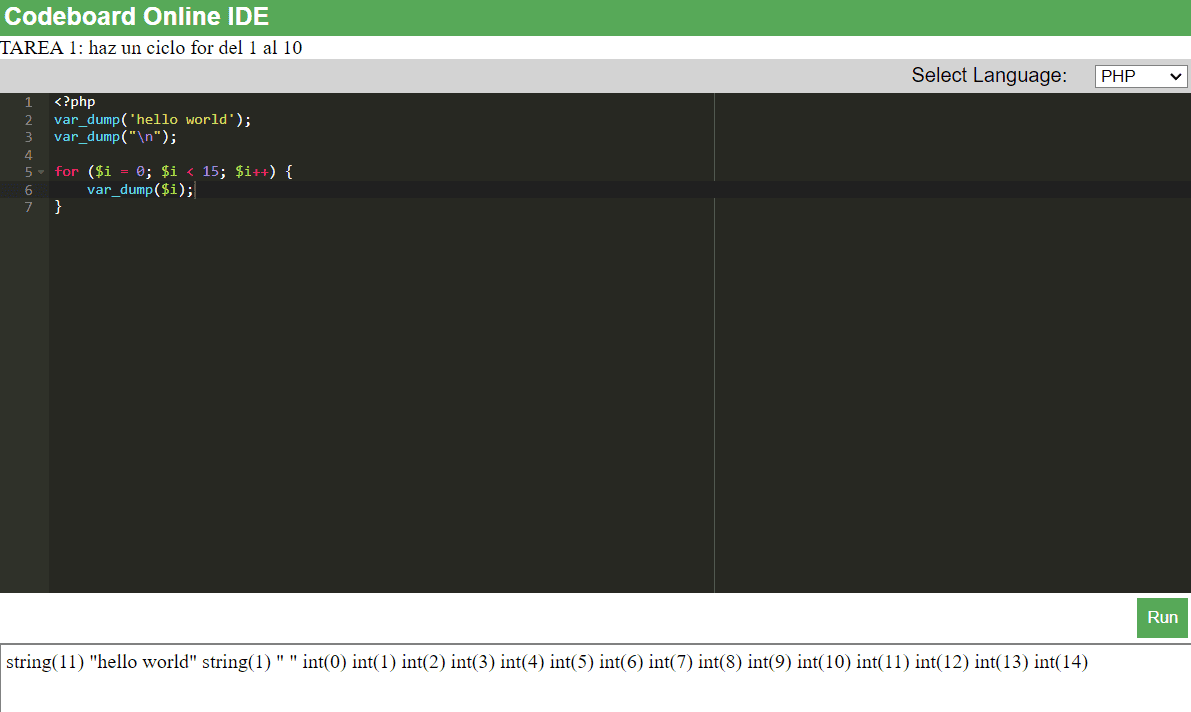 Codeboard Online IDE
TAREA 1: haz un ciclo for del 1 al 10
Select Language: PHP
1 <?php
2 var_dump('hello world');
3 var_dump("\n");
4
5 for ($i = 0; $i < 15; $i++) {
6     var_dump($i);
7 }
Run
string(11) "hello world" string(1) " " int(0) int(1) int(2) int(3) int(4) int(5) int(6) int(7) int(8) int(9) int(10) int(11) int(12) int(13) int(14)